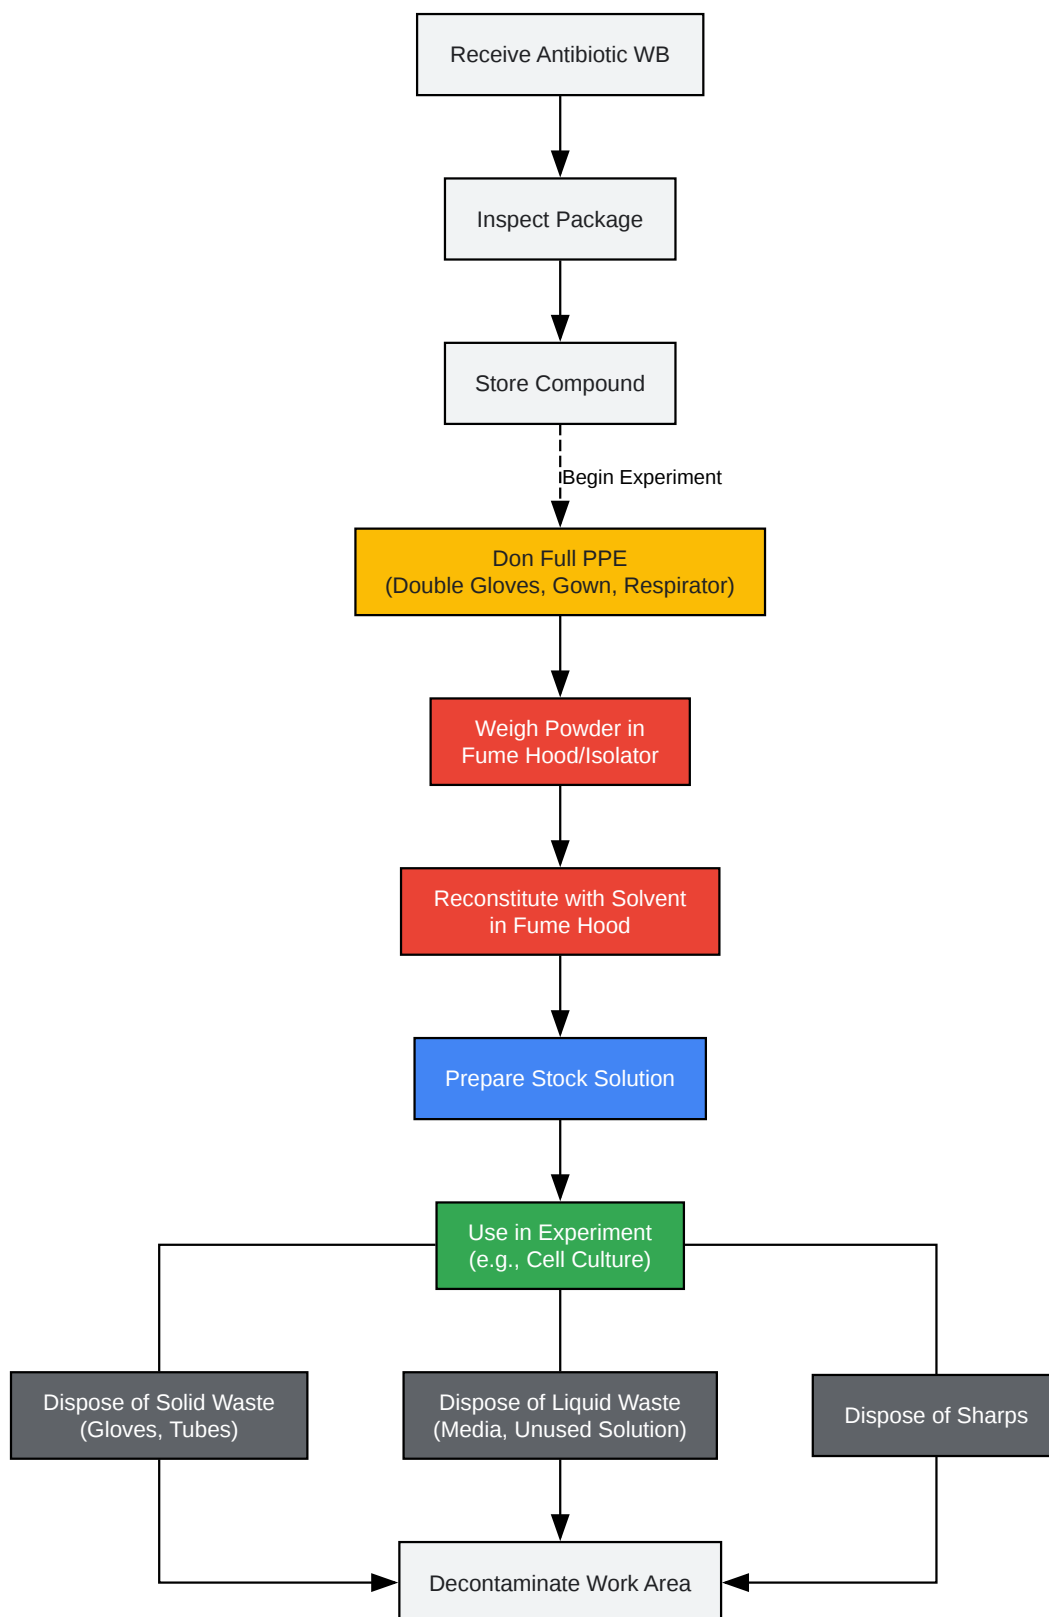 Receive Antibiotic WB
Inspect Package
Store Compound
Begin Experiment
Don Full PPE
(Double Gloves, Gown, Respirator)
Weigh Powder in
Fume Hood/Isolator
Reconstitute with Solvent
in Fume Hood
Prepare Stock Solution
Use in Experiment
(e.g., Cell Culture)
Dispose of Solid Waste
(Gloves, Tubes)
Dispose of Liquid Waste
(Media, Unused Solution)
Dispose of Sharps
Decontaminate Work Area